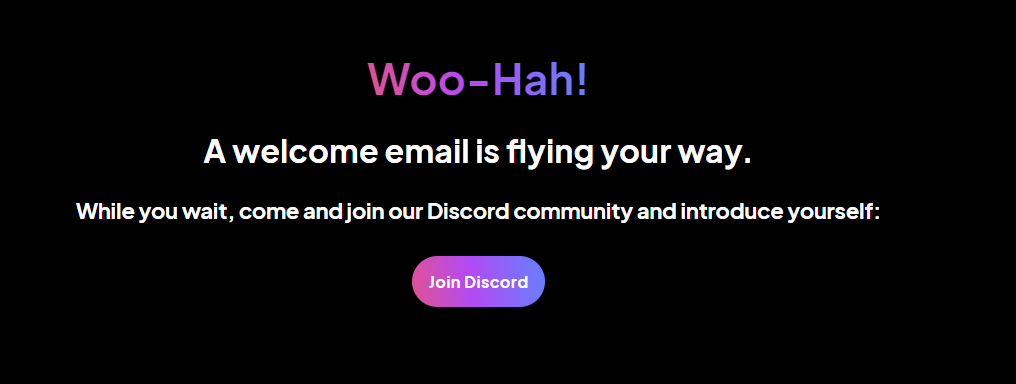 Woo-Hah!
A welcome email is flying your way.
While you wait, come and join our Discord community and introduce yourself:
Join Discord